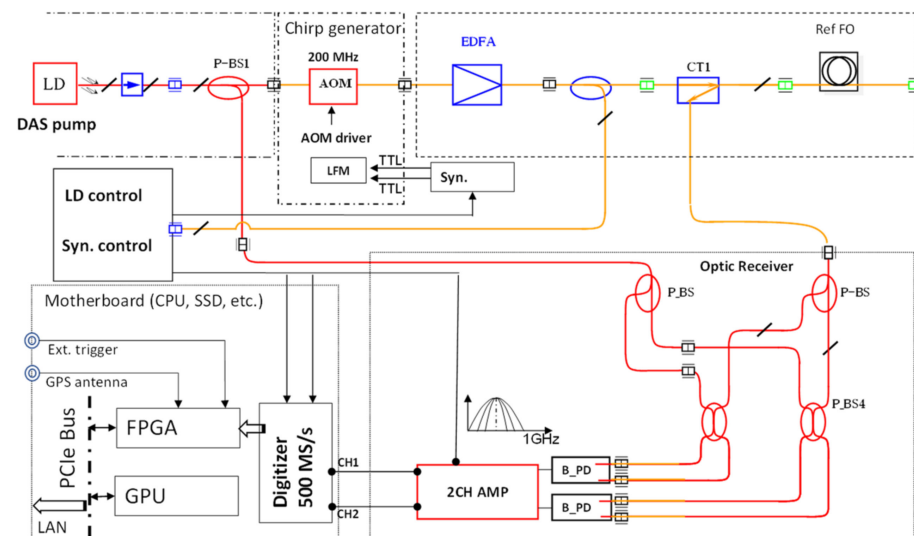 Chirp generator
Ref FO
EDFA
P-BS1
200 MHz
CT1
LD
AOM
DAS pump
AOM driver
TTL
LFM
Syn.
TTL
LD control
Syn. control
Optic Receiver
Motherboard (CPU, SSD, etc.)
P_BS
P-BS
Ext. trigger
GPS antenna
P_BS4
PCIe Bus
FPGA
Digitizer
500 MS/s
1GHz
CH1
B_PD
GPU
2CH AMP
CH2
B_PD
LAN